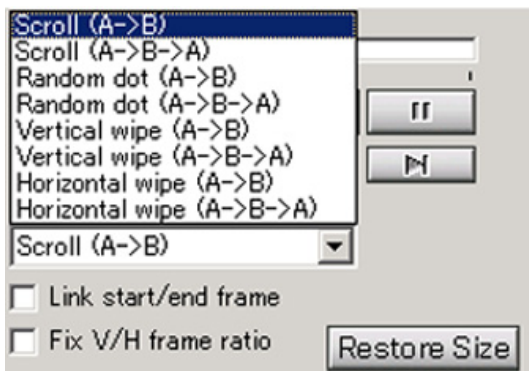 Scroll (A->B)
Scroll (A->B->A)
Random dot (A->B)
Random dot (A->B->A)
Vertical wipe (A->B)
Vertical wipe (A->B->A)
Horizontal wipe (A->B)
Horizontal wipe (A->B->A)
Scroll (A->B)
Link start/end frame
Fix V/H frame ratio
Restore Size